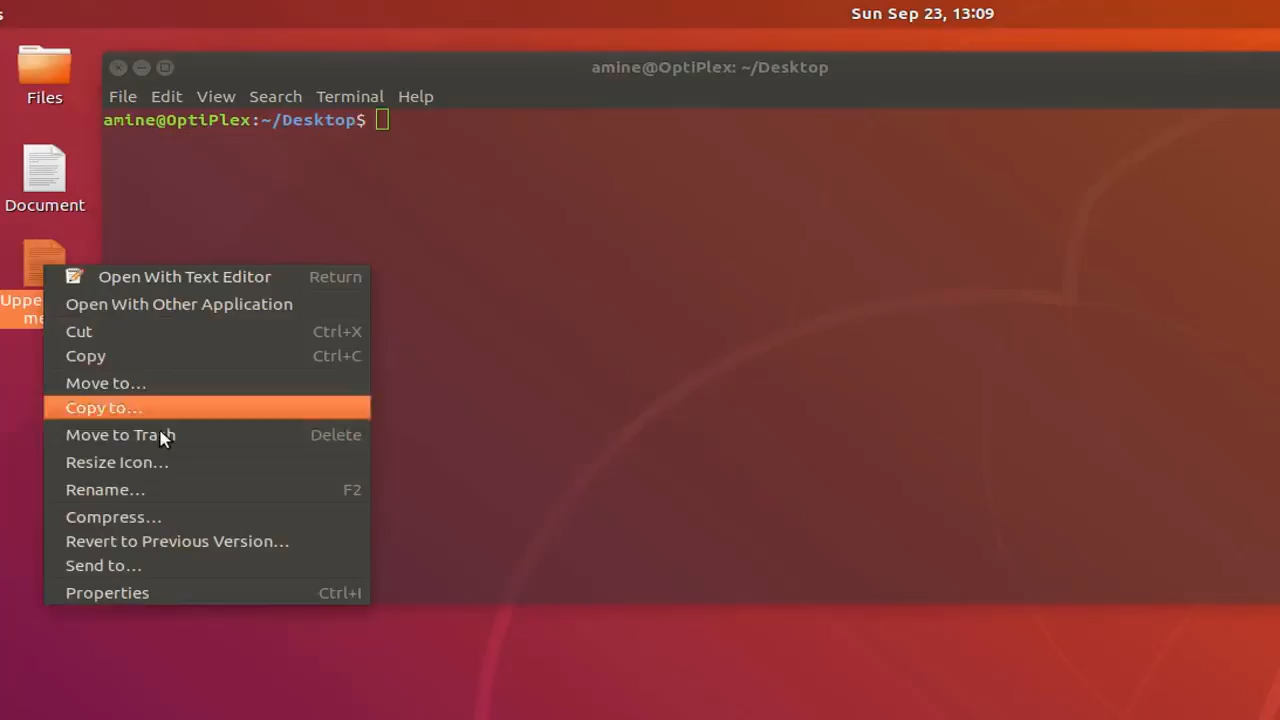 Sun Sep 23, 13:09
Files
amine@OptiPlex: ~/Desktop
File Edit View Search Terminal Help
amine@OptiPlex:~/Desktop$
Document
Open With Text Editor Return
Open With Other Application
Cut Ctrl+X
Copy Ctrl+C
Move to...
Copy to...
Move to Trash Delete
Resize Icon...
Rename... F2
Compress...
Revert to Previous Version...
Send to...
Properties Ctrl+I